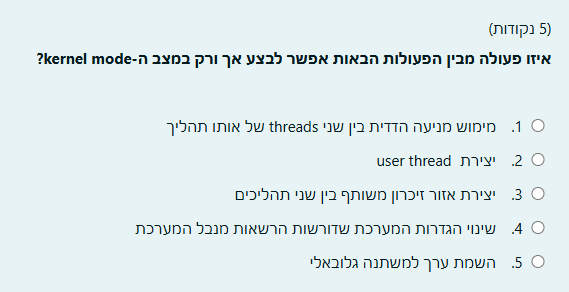 (5 נקודות)
איזו פעולה מבין הפעולות הבאות אפשר לבצע אך ורק במצב ה-kernel mode?
1. מימוש מניעה הדדית בין שני threads של אותו תהליך
2. יצירת user thread
3. יצירת אזור זיכרון משותף בין שני תהליכים
4. שינוי הגדרות המערכת שדורשות הרשאות מנבל המערכת
5. השמת ערך למשתנה גלובאלי